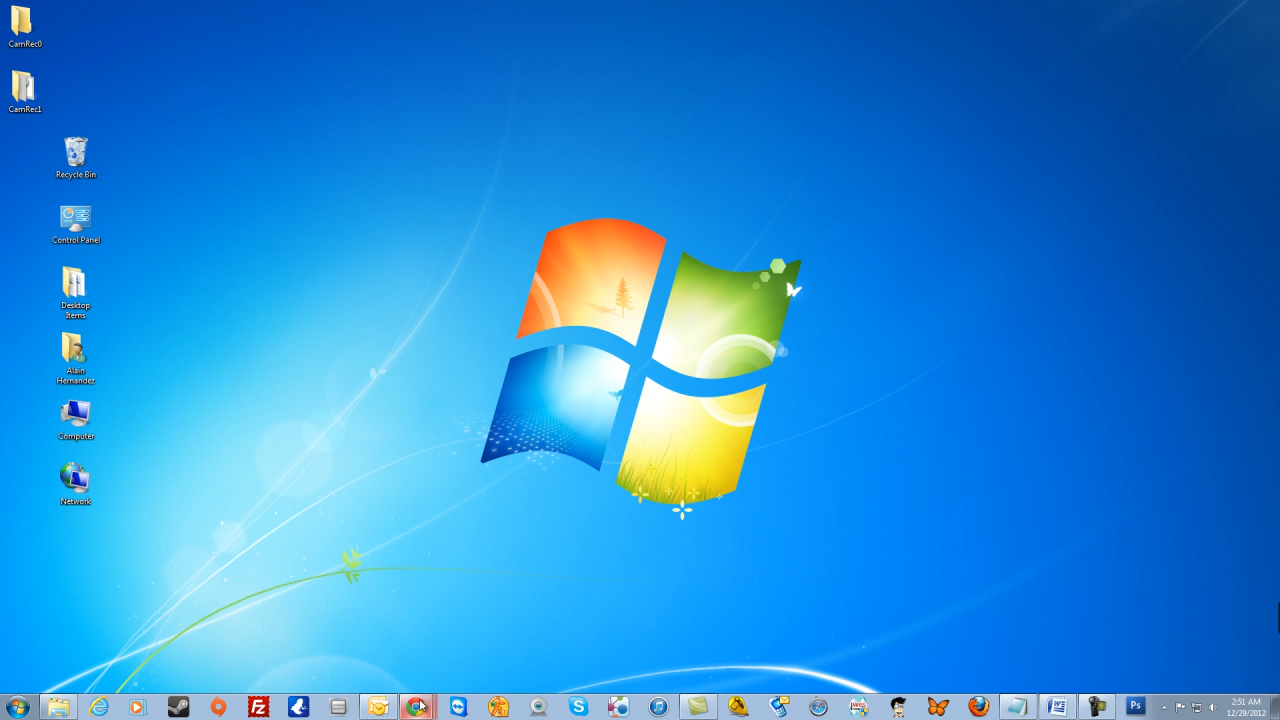 CamRec0
CamRec1
Recycle Bin
Control Panel
Desktop
Items
Alain
Hernandez
Computer
Network
Fz
S
W
Ps
2:51 AM
12/29/2012